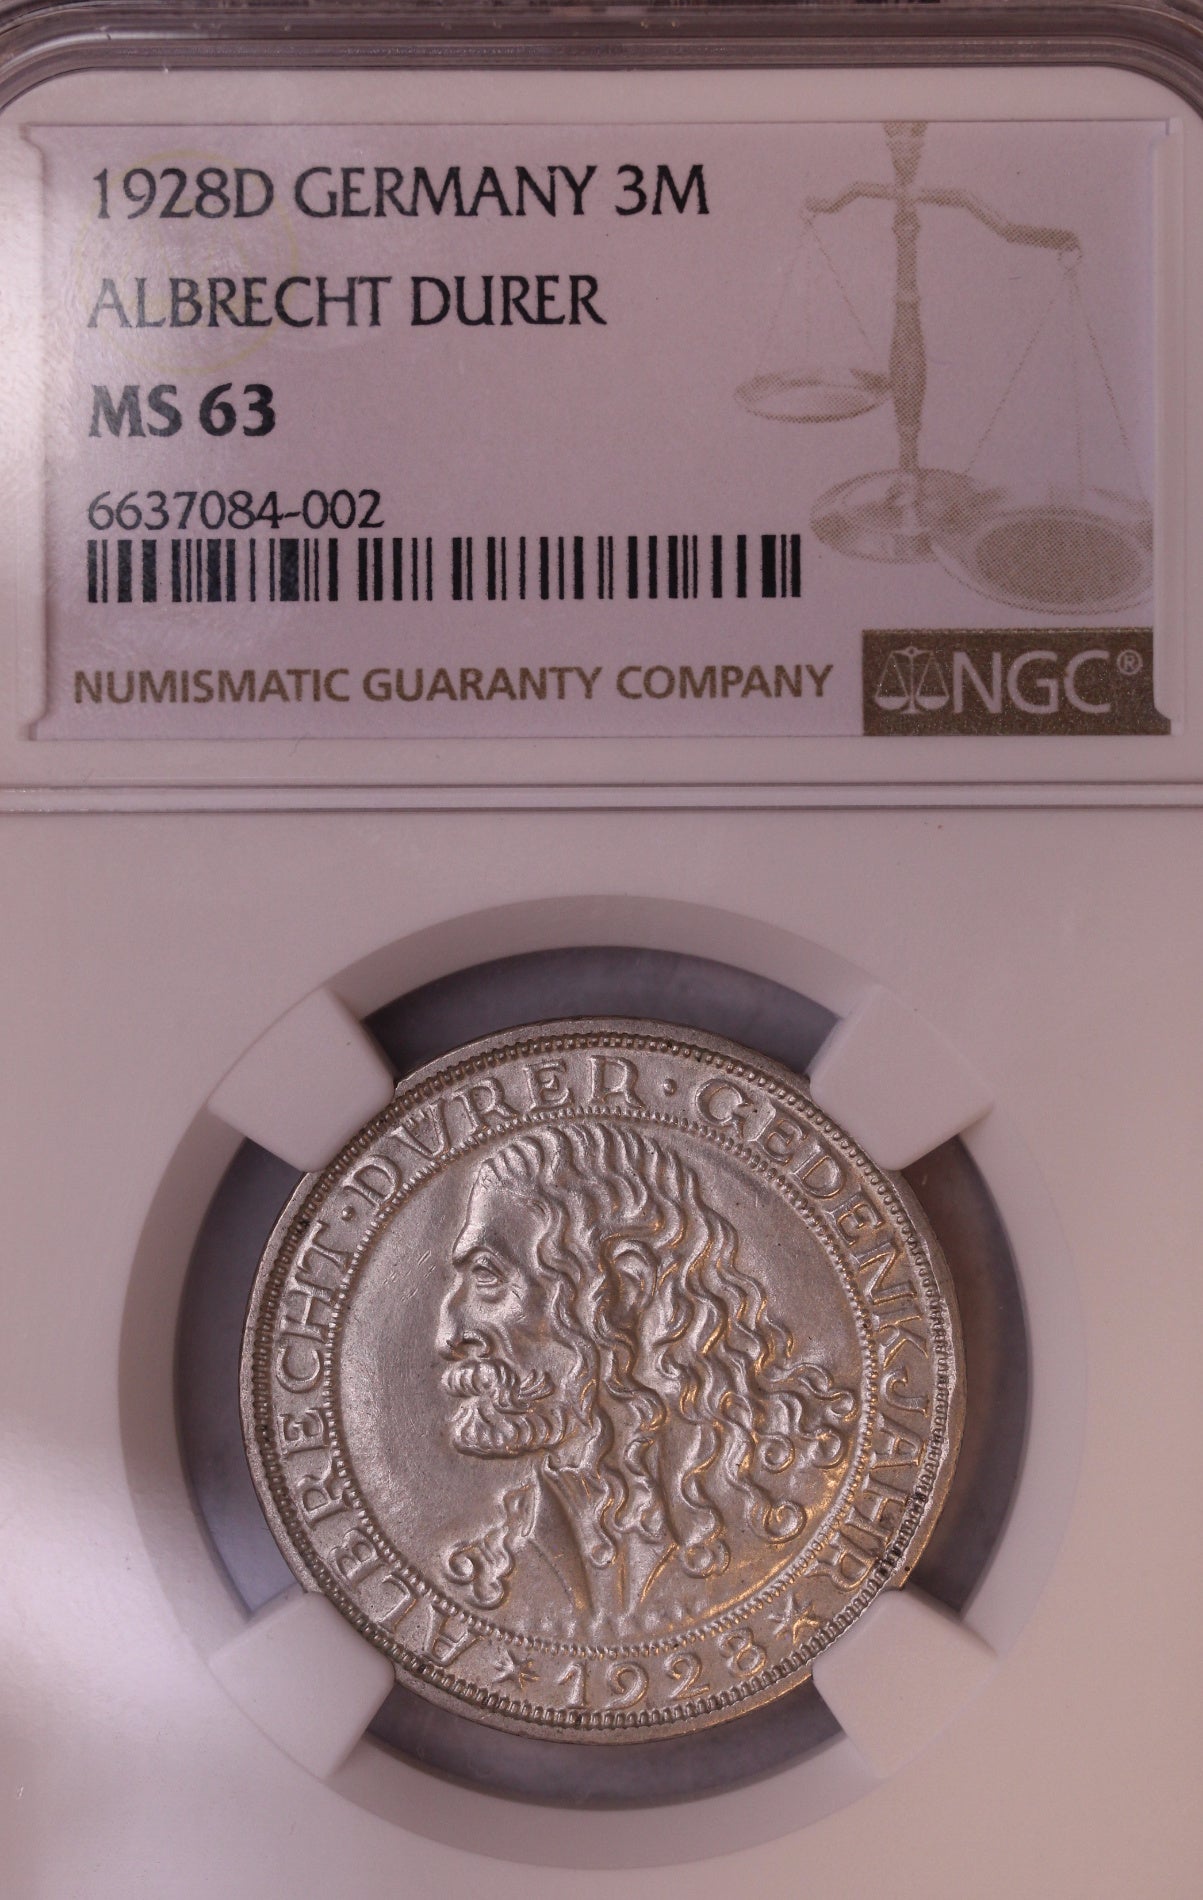 1928D GERMANY 3M
ALBRECHT DURER
MS 63
6637084-002
NUMISMATIC GUARANTY COMPANY
NGC®
ALBRECHT · DVRER · GEDENKJAHR
* 1928 *